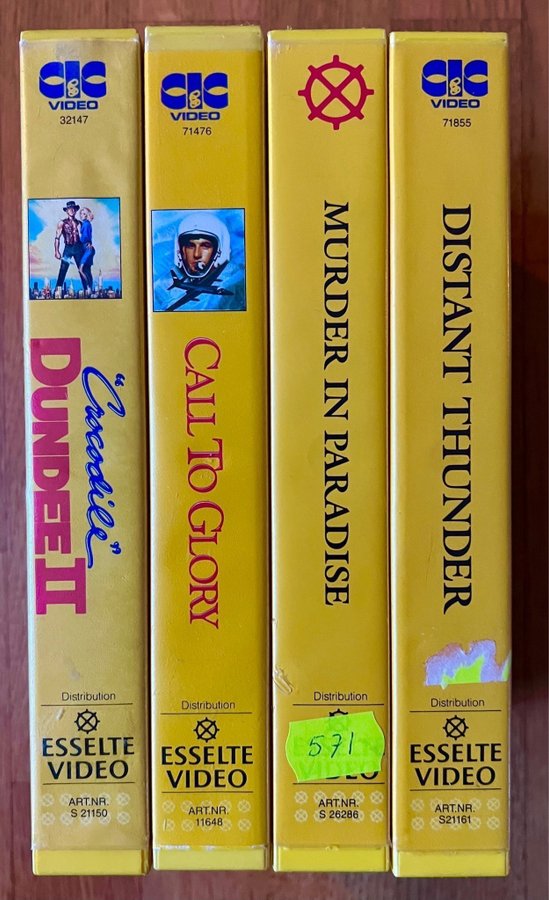 CIC
VIDEO
32147
"Crocodile"
DUNDEE II
Distribution
ESSELTE
VIDEO
ART.NR.
S 21150
CIC
VIDEO
71476
CALL TO GLORY
Distribution
ESSELTE
VIDEO
ART.NR.
11648
MURDER IN PARADISE
Distribution
571
ESSELTE
VIDEO
ART.NR.
S 26286
CIC
VIDEO
71855
DISTANT THUNDER
Distribution
ESSELTE
VIDEO
ART.NR.
S21161